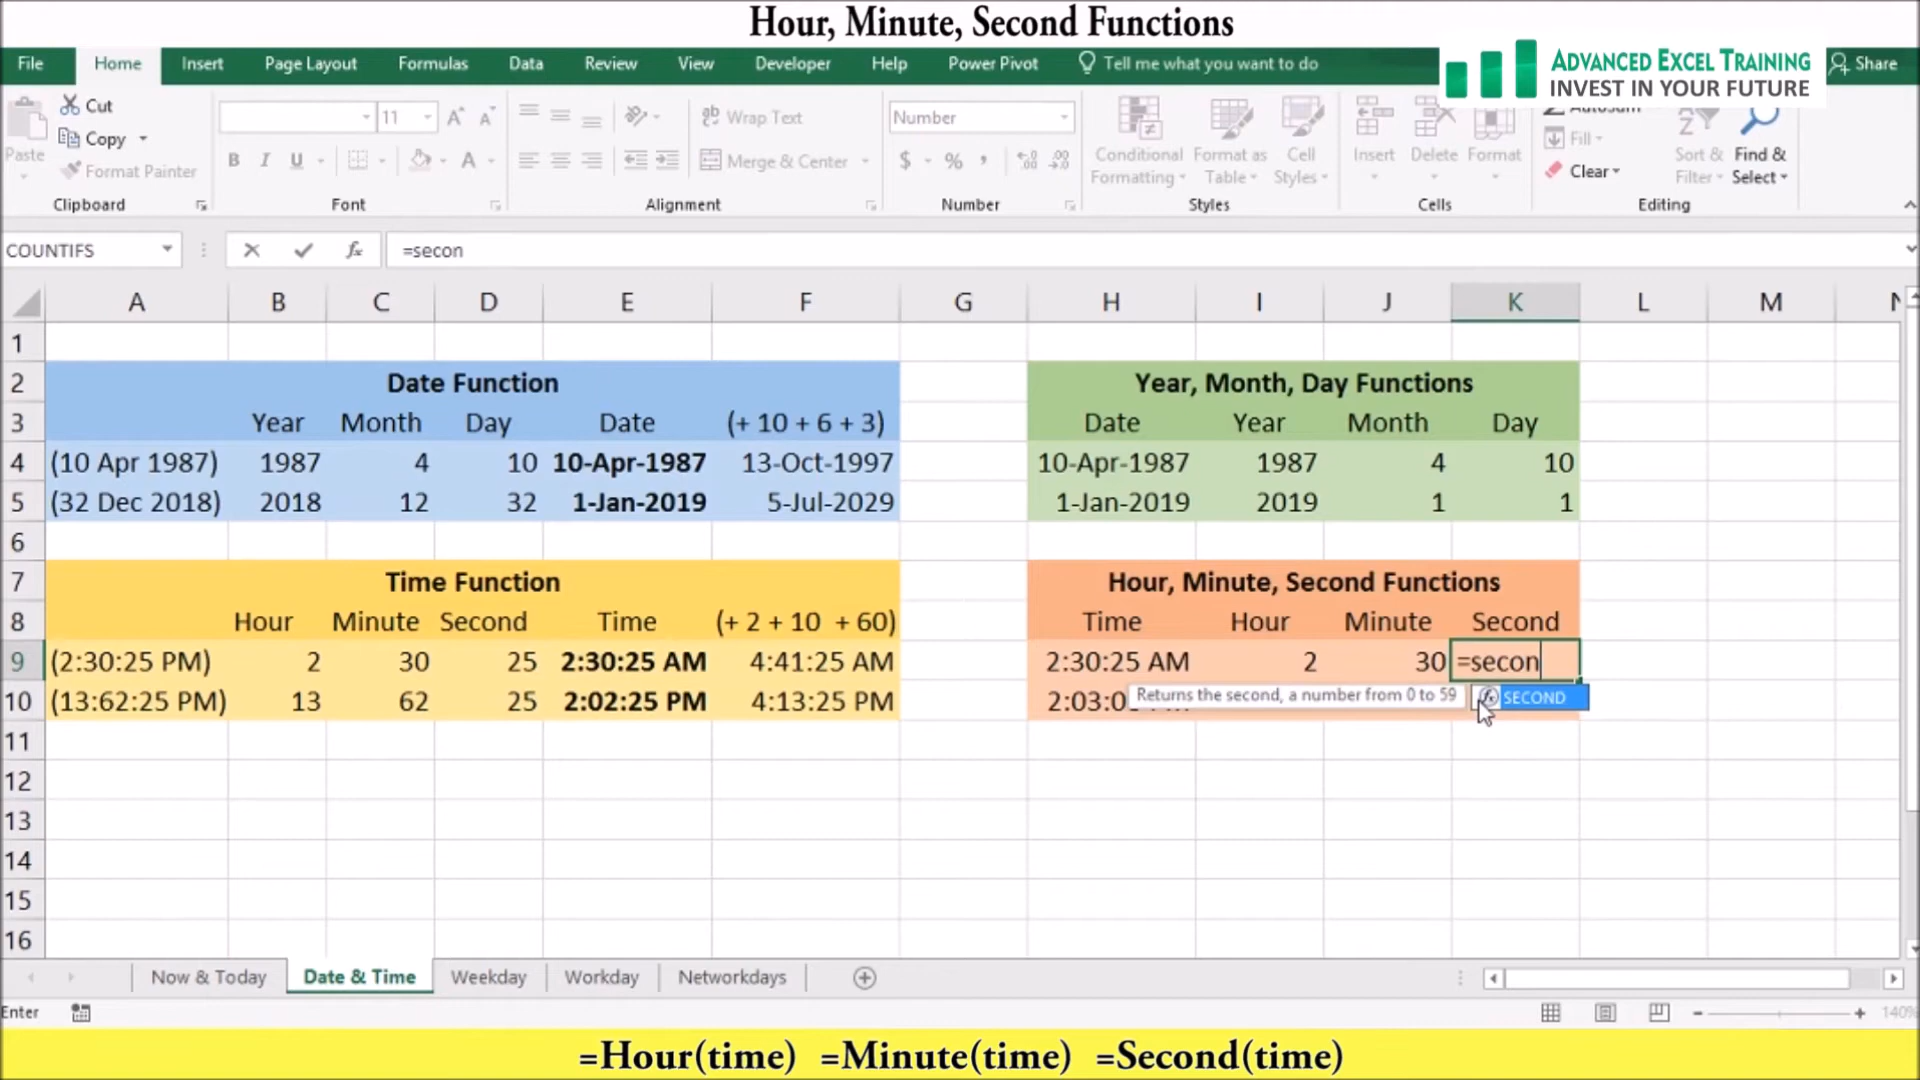 Hour, Minute, Second Functions
File Home Insert Page Layout Formulas Data Review View Developer Help Power Pivot Tell me what you want to do Share
ADVANCED EXCEL TRAINING
INVEST IN YOUR FUTURE
Paste
Cut
Copy
Format Painter
Clipboard
11
B I U
Font
Wrap Text
Merge & Center
Alignment
Number
$ % ,
Number
Conditional Formatting
Format as Table
Cell Styles
Styles
Insert Delete Format
Cells
Fill
Clear
Sort & Filter
Find & Select
Editing
COUNTIFS fx =secon
A B C D E F G H I J K L M
1
2 Date Function Year, Month, Day Functions
3 Year Month Day Date (+ 10 + 6 + 3) Date Year Month Day
4 (10 Apr 1987) 1987 4 10 10-Apr-1987 13-Oct-1997 10-Apr-1987 1987 4 10
5 (32 Dec 2018) 2018 12 32 1-Jan-2019 5-Jul-2029 1-Jan-2019 2019 1 1
6
7 Time Function Hour, Minute, Second Functions
8 Hour Minute Second Time (+ 2 + 10 + 60) Time Hour Minute Second
9 (2:30:25 PM) 2 30 25 2:30:25 AM 4:41:25 AM 2:30:25 AM 2 30 =secon
10 (13:62:25 PM) 13 62 25 2:02:25 PM 4:13:25 PM 2:03:0
Returns the second, a number from 0 to 59 fx SECOND
11
12
13
14
15
16
Now & Today Date & Time Weekday Workday Networkdays
Enter
140%
=Hour(time) =Minute(time) =Second(time)